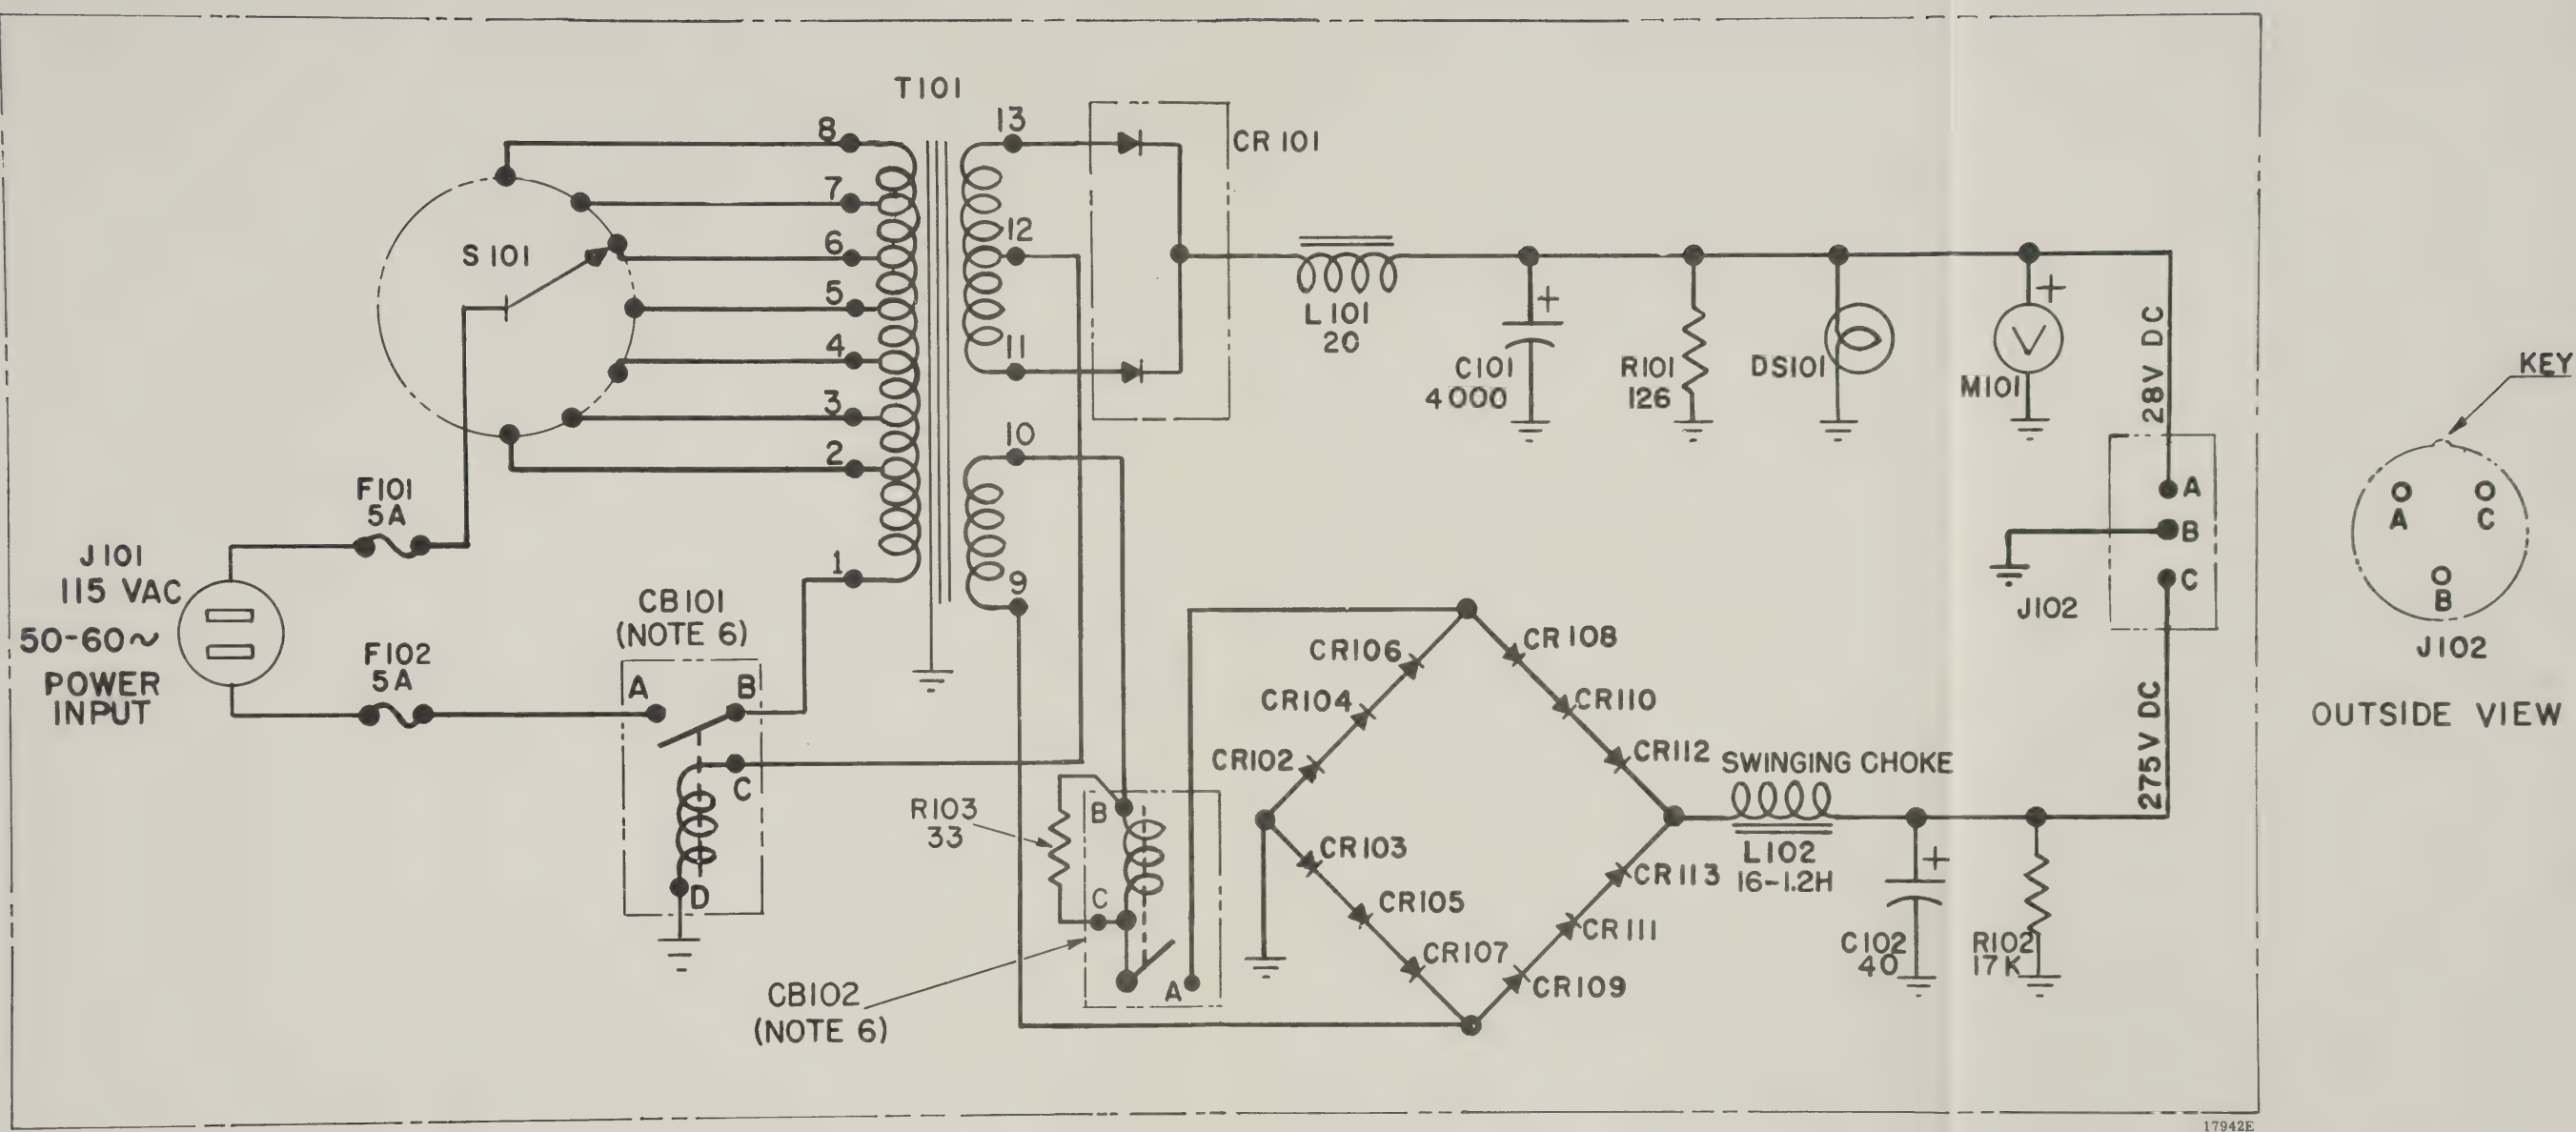 T101
8
7
6
5
4
3
2
1
13
12
11
10
9
CR 101
S 101
F101
5A
J 101
115 VAC
50-60~
POWER
INPUT
F102
5A
CB101
(NOTE 6)
A
B
C
D
L 101
20
+
C101
4000
R101
126
DS101
+
V
M101
28V DC
A
B
C
J102
275V DC
KEY
A
C
B
J102
OUTSIDE VIEW
R103
33
B
C
A
CB102
(NOTE 6)
CR106
CR104
CR102
CR108
CR110
CR112
CR103
CR105
CR107
CR113
CR111
CR109
SWINGING CHOKE
L102
16-1.2H
+
C102
40
R102
17K
17942E